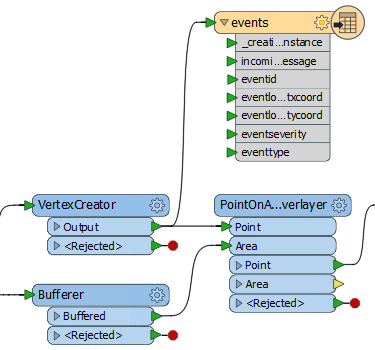 events
_creati...nstance
incomi...essage
eventid
eventlo...txcoord
eventlo...tycoord
eventseverity
eventtype
VertexCreator
Output
<Rejected>
PointOnA...verlayer
Point
Area
Point
Area
<Rejected>
Bufferer
Buffered
<Rejected>